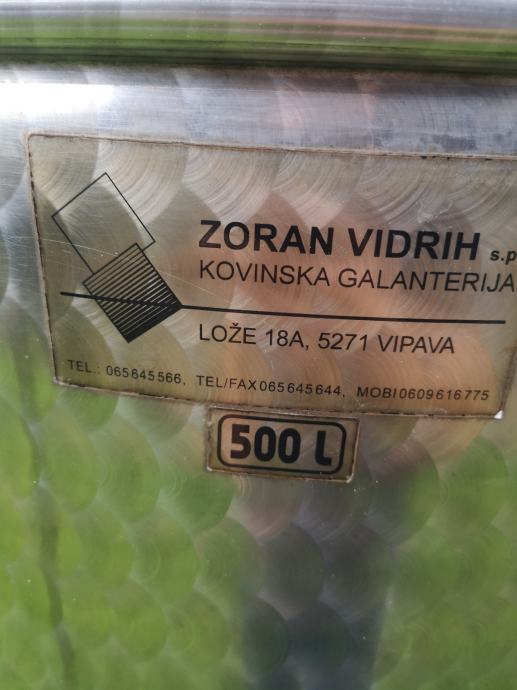 ZORAN VIDRIH s.p
KOVINSKA GALANTERIJA
LOŽE 18A, 5271 VIPAVA
TEL.: 065645566, TEL/FAX065645644, MOBI0609616775
500 L